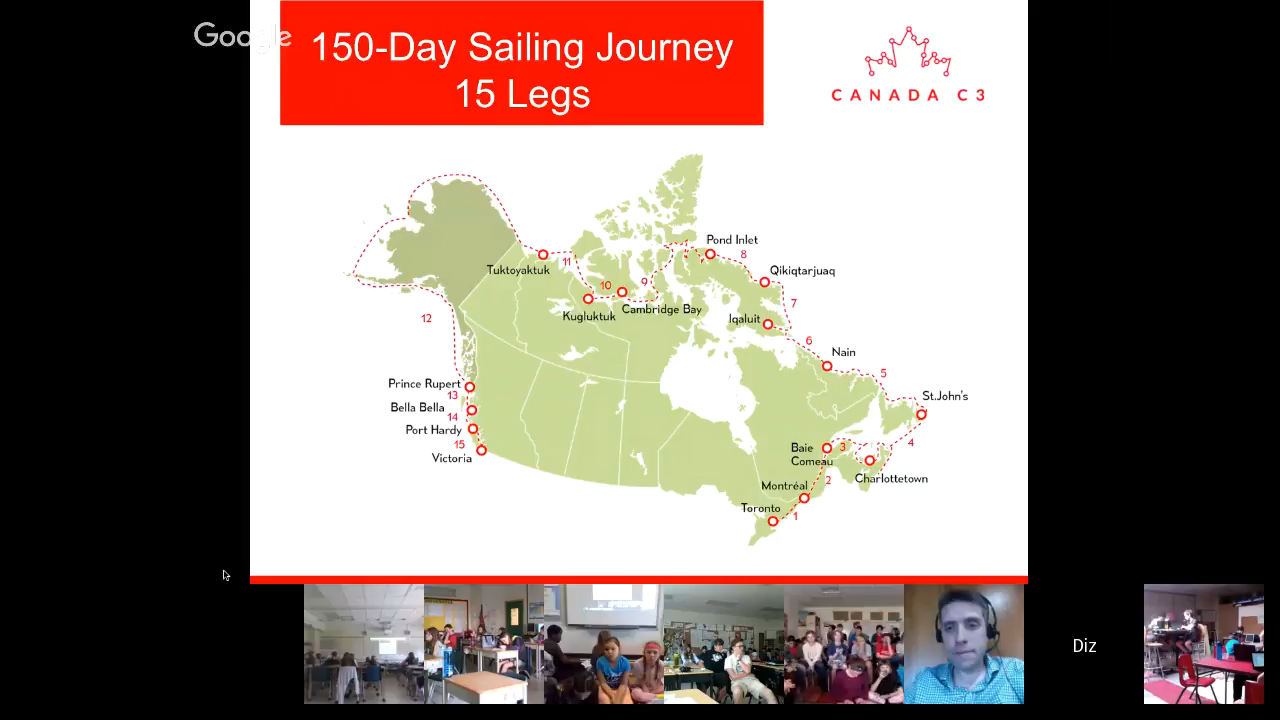 Google
150-Day Sailing Journey
15 Legs
CANADA C3
Pond Inlet
8
Qikiqtarjuaq
Tuktoyaktuk
11
10
9
7
Kugluktuk
Cambridge Bay
Iqaluit
12
6
Nain
5
Prince Rupert
13
St.John's
Bella Bella
14
Port Hardy
4
15
Baie
Comeau
3
Victoria
Charlottetown
Montréal
2
Toronto
1
Diz